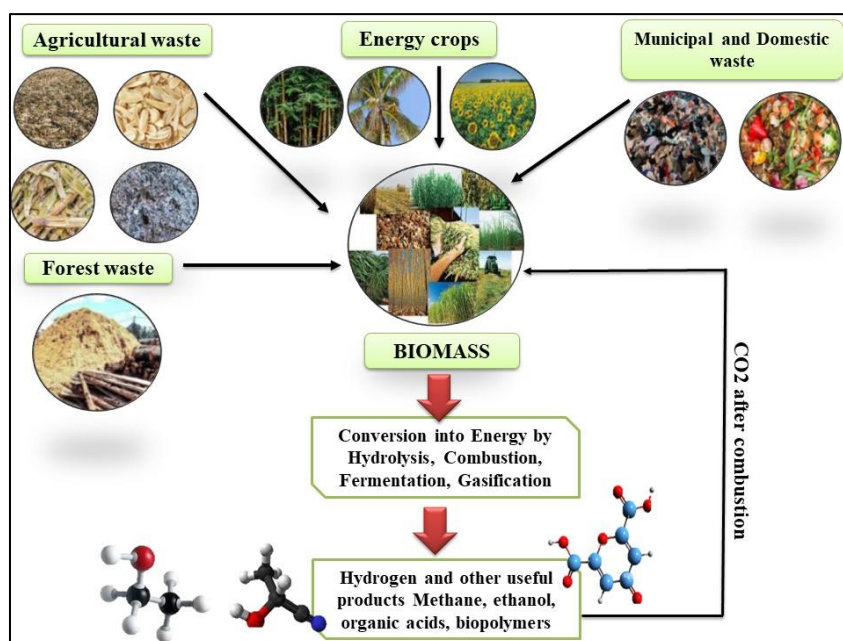 Agricultural waste
Energy crops
Municipal and Domestic
waste
Forest waste
BIOMASS
Conversion into Energy by
Hydrolysis, Combustion,
Fermentation, Gasification
CO2 after combustion
Hydrogen and other useful
products Methane, ethanol,
organic acids, biopolymers